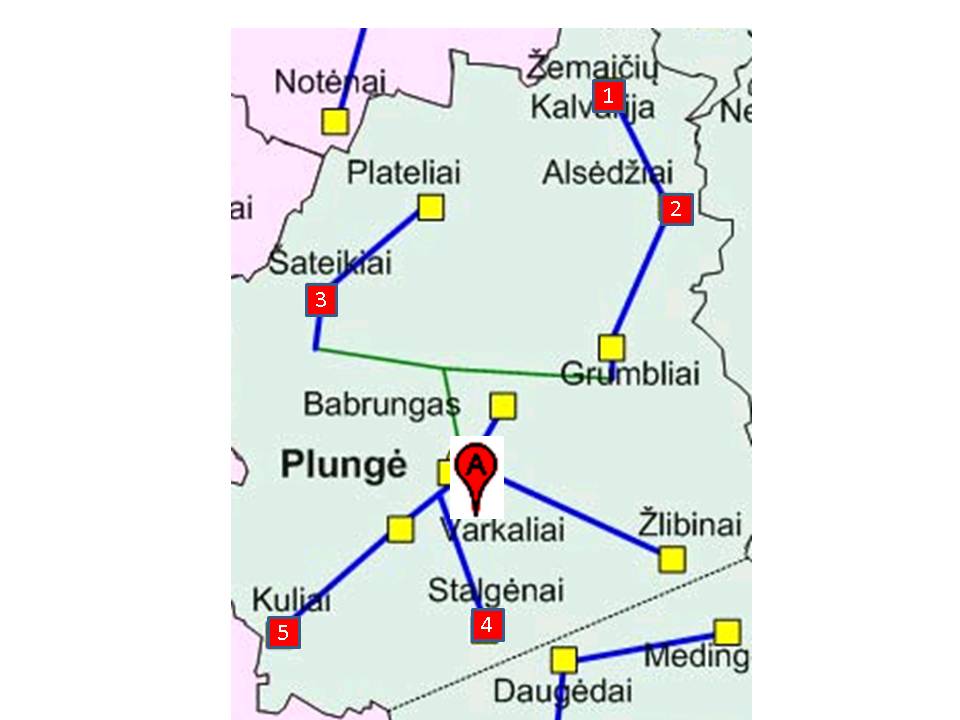 Žemaičių
Notėnai
1
Kalvarija
Ne
Plateliai
Alsėdžiai
ai
2
Šateikiai
3
Grumbliai
Babrungas
Plungė
A
Varkaliai
Žlibinai
Stalgėnai
Kuliai
4
5
Meding
Daugėdai